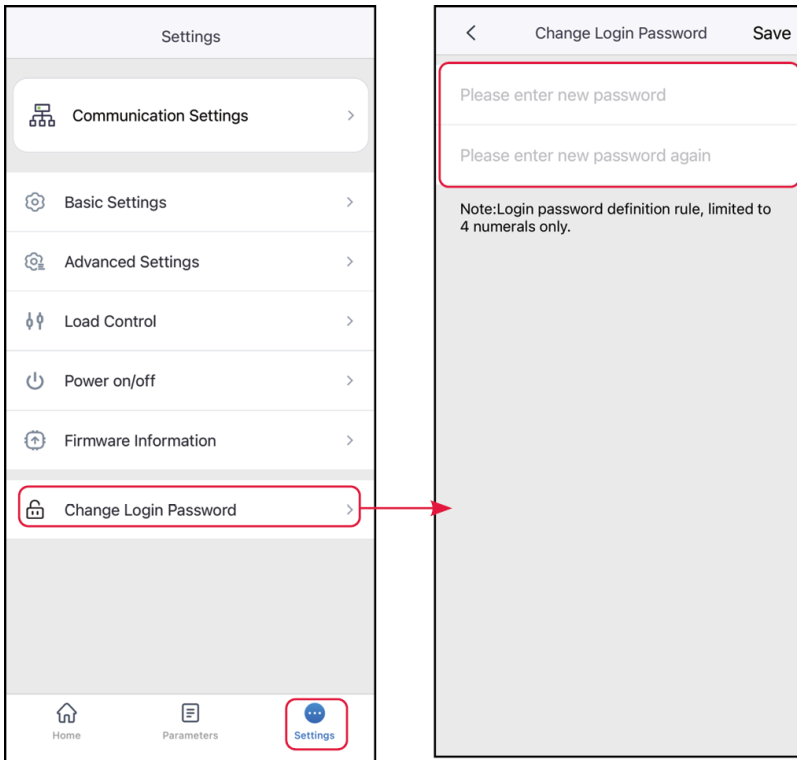 Settings
Communication Settings
Basic Settings
Advanced Settings
Load Control
Power on/off
Firmware Information
Change Login Password
Home
Parameters
Settings
Change Login Password
Save
Please enter new password
Please enter new password again
Note:Login password definition rule, limited to
4 numerals only.